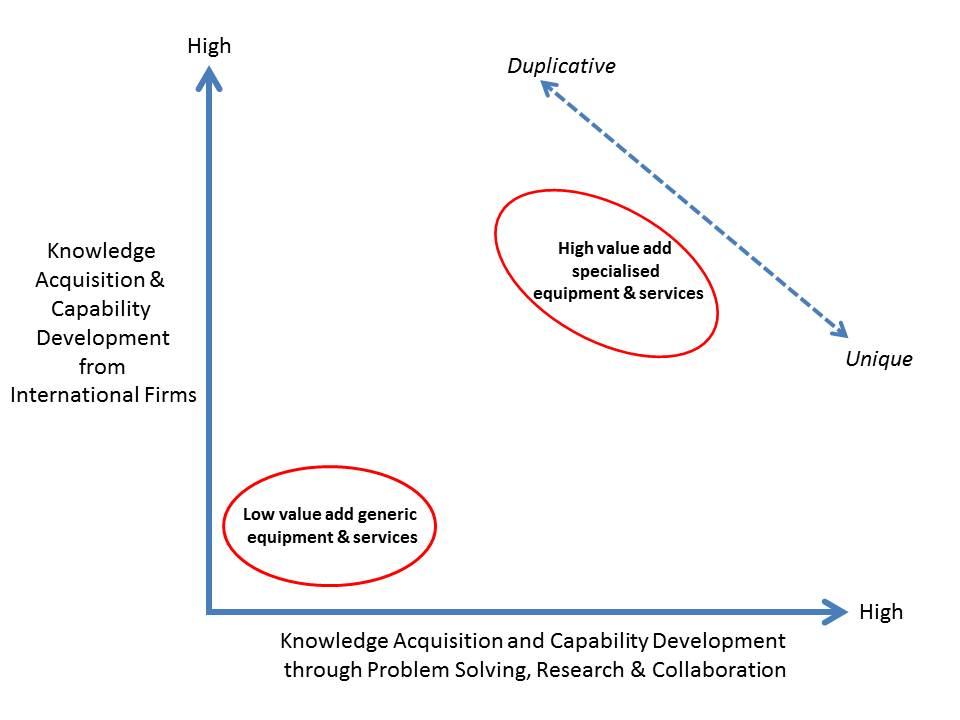 High
Duplicative
Knowledge
Acquisition &
Capability
Development
from
International Firms
High value add
specialised
equipment & services
Unique
Low value add generic
equipment & services
High
Knowledge Acquisition and Capability Development
through Problem Solving, Research & Collaboration